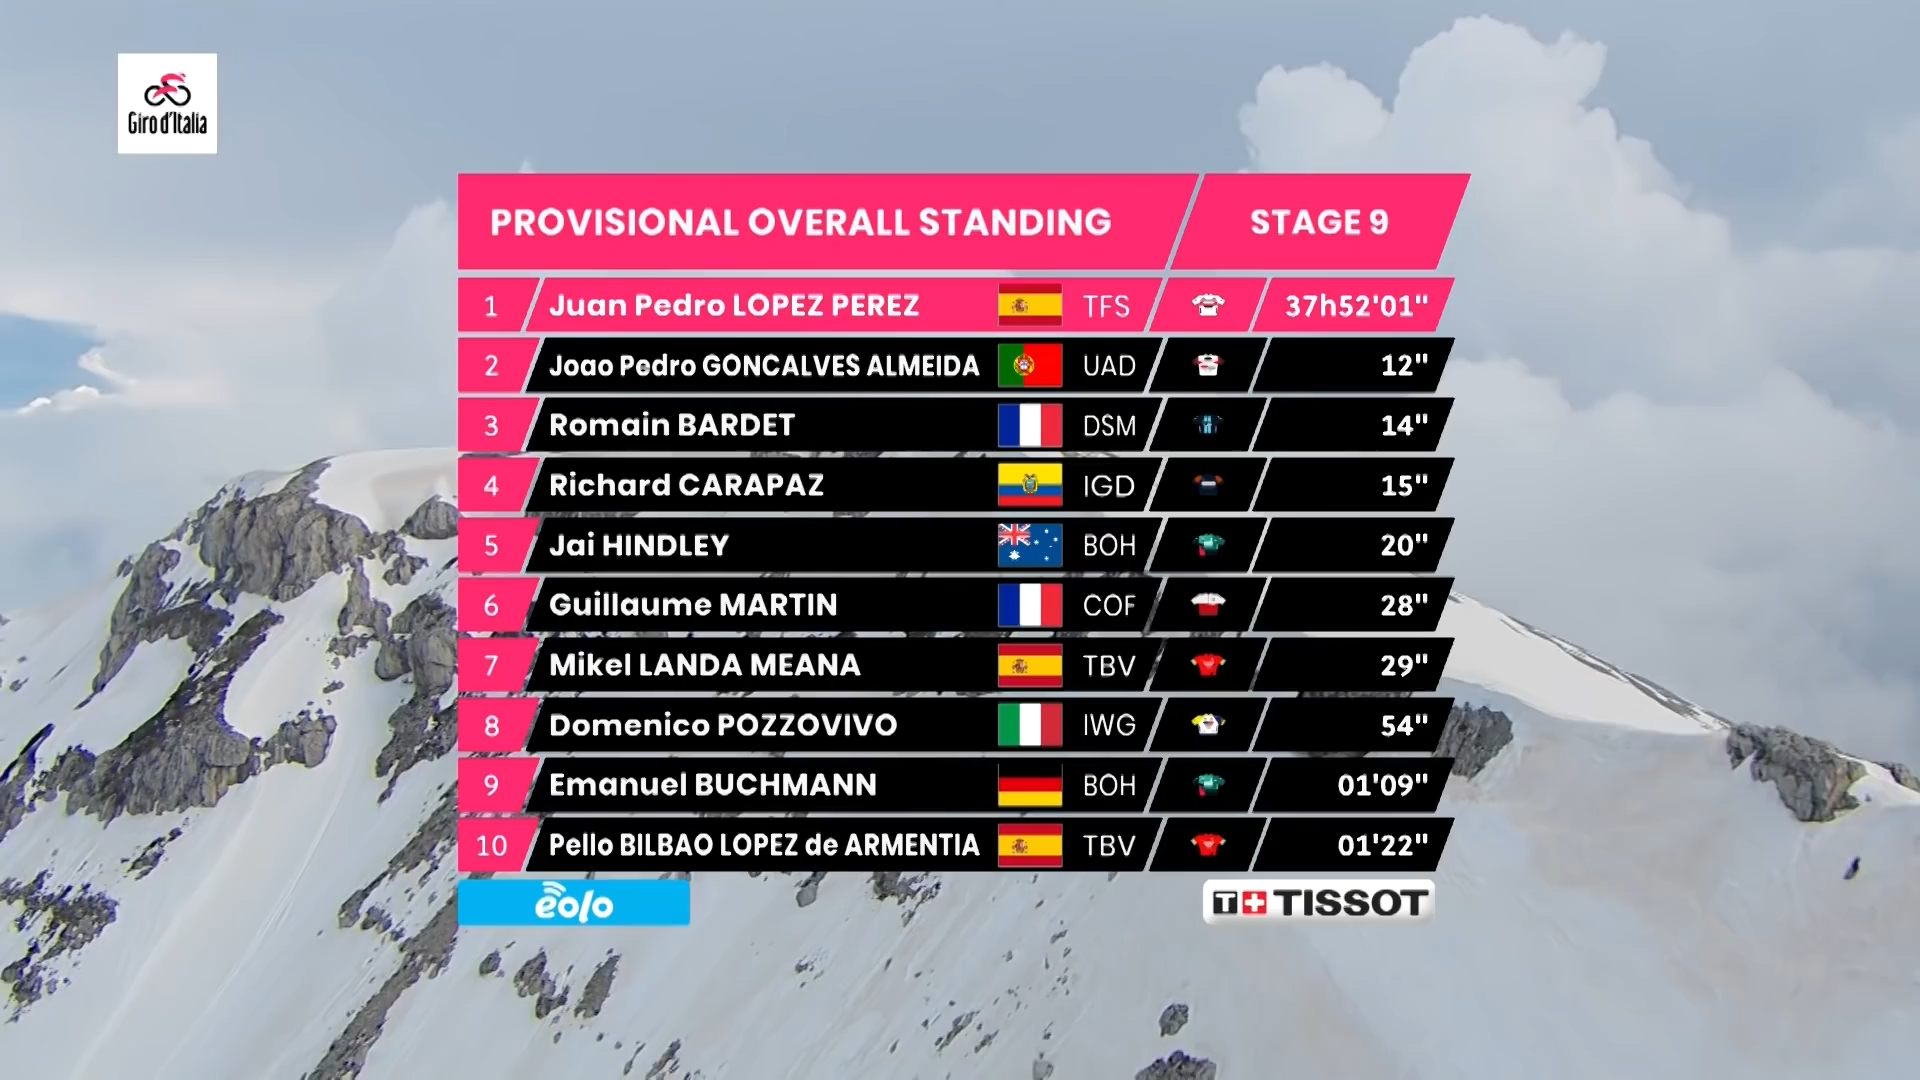 Giro d'Italia
PROVISIONAL OVERALL STANDING STAGE 9
1 Juan Pedro LOPEZ PEREZ TFS 37h52'01"
2 Joao Pedro GONCALVES ALMEIDA UAD 12"
3 Romain BARDET DSM 14"
4 Richard CARAPAZ IGD 15"
5 Jai HINDLEY BOH 20"
6 Guillaume MARTIN COF 28"
7 Mikel LANDA MEANA TBV 29"
8 Domenico POZZOVIVO IWG 54"
9 Emanuel BUCHMANN BOH 01'09"
10 Pello BILBAO LOPEZ de ARMENTIA TBV 01'22"
eolo T+ TISSOT